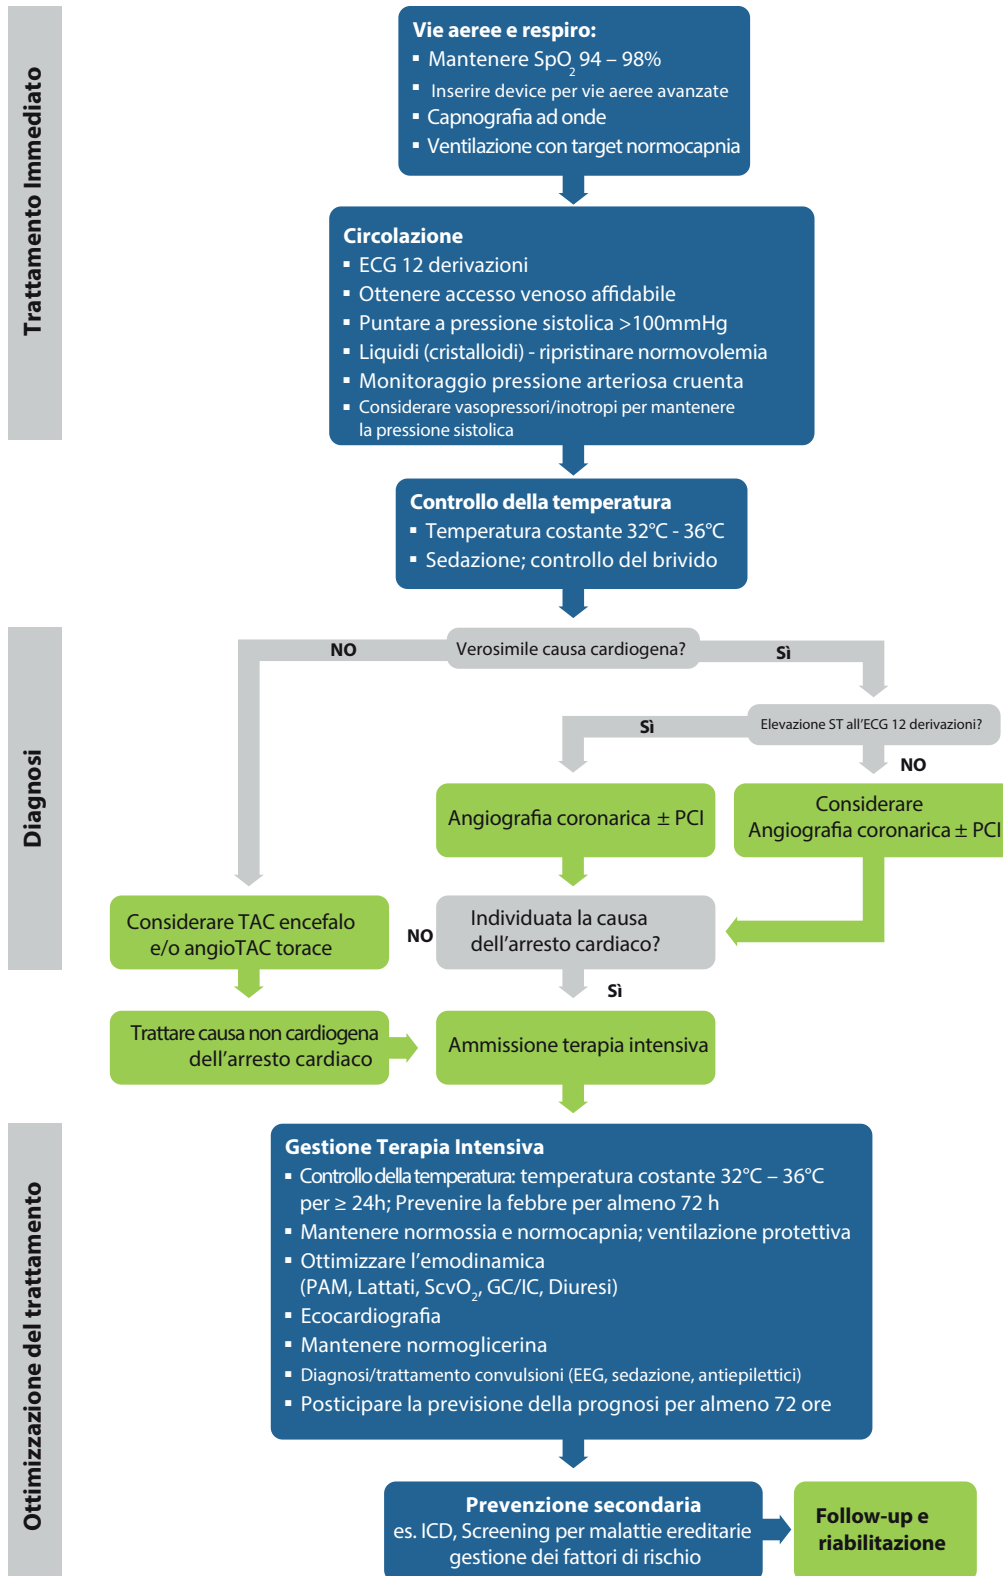 Trattamento Immediato
Vie aeree e respiro:
▪ Mantenere SpO2 94 – 98%
▪ Inserire device per vie aeree avanzate
▪ Capnografia ad onde
▪ Ventilazione con target normocapnia
Circolazione
▪ ECG 12 derivazioni
▪ Ottenere accesso venoso affidabile
▪ Puntare a pressione sistolica >100mmHg
▪ Liquidi (cristalloidi) - ripristinare normovolemia
▪ Monitoraggio pressione arteriosa cruenta
▪ Considerare vasopressori/inotropi per mantenere
la pressione sistolica
Controllo della temperatura
▪ Temperatura costante 32°C - 36°C
▪ Sedazione; controllo del brivido
Diagnosi
Verosimile causa cardiogena?
NO
Sì
Elevazione ST all'ECG 12 derivazioni?
Sì
NO
Angiografia coronarica ± PCI
Considerare
Angiografia coronarica ± PCI
Considerare TAC encefalo
e/o angioTAC torace
NO
Individuata la causa
dell'arresto cardiaco?
Sì
Trattare causa non cardiogena
dell'arresto cardiaco
Ammissione terapia intensiva
Ottimizzazione del trattamento
Gestione Terapia Intensiva
▪ Controllo della temperatura: temperatura costante 32°C – 36°C
per ≥ 24h; Prevenire la febbre per almeno 72 h
▪ Mantenere normossia e normocapnia; ventilazione protettiva
▪ Ottimizzare l'emodinamica
(PAM, Lattati, ScvO2, GC/IC, Diuresi)
▪ Ecocardiografia
▪ Mantenere normoglicerina
▪ Diagnosi/trattamento convulsioni (EEG, sedazione, antiepilettici)
▪ Posticipare la previsione della prognosi per almeno 72 ore
Prevenzione secondaria
es. ICD, Screening per malattie ereditarie
gestione dei fattori di rischio
Follow-up e
riabilitazione